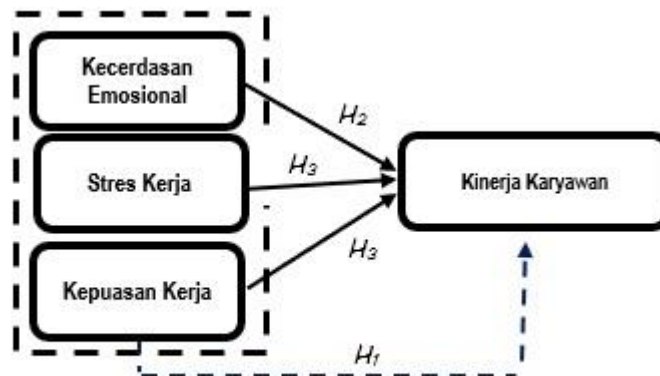 Kecerdasan
Emosional
H2
Stres Kerja
H3
Kinerja Karyawan
H3
Kepuasan Kerja
H1